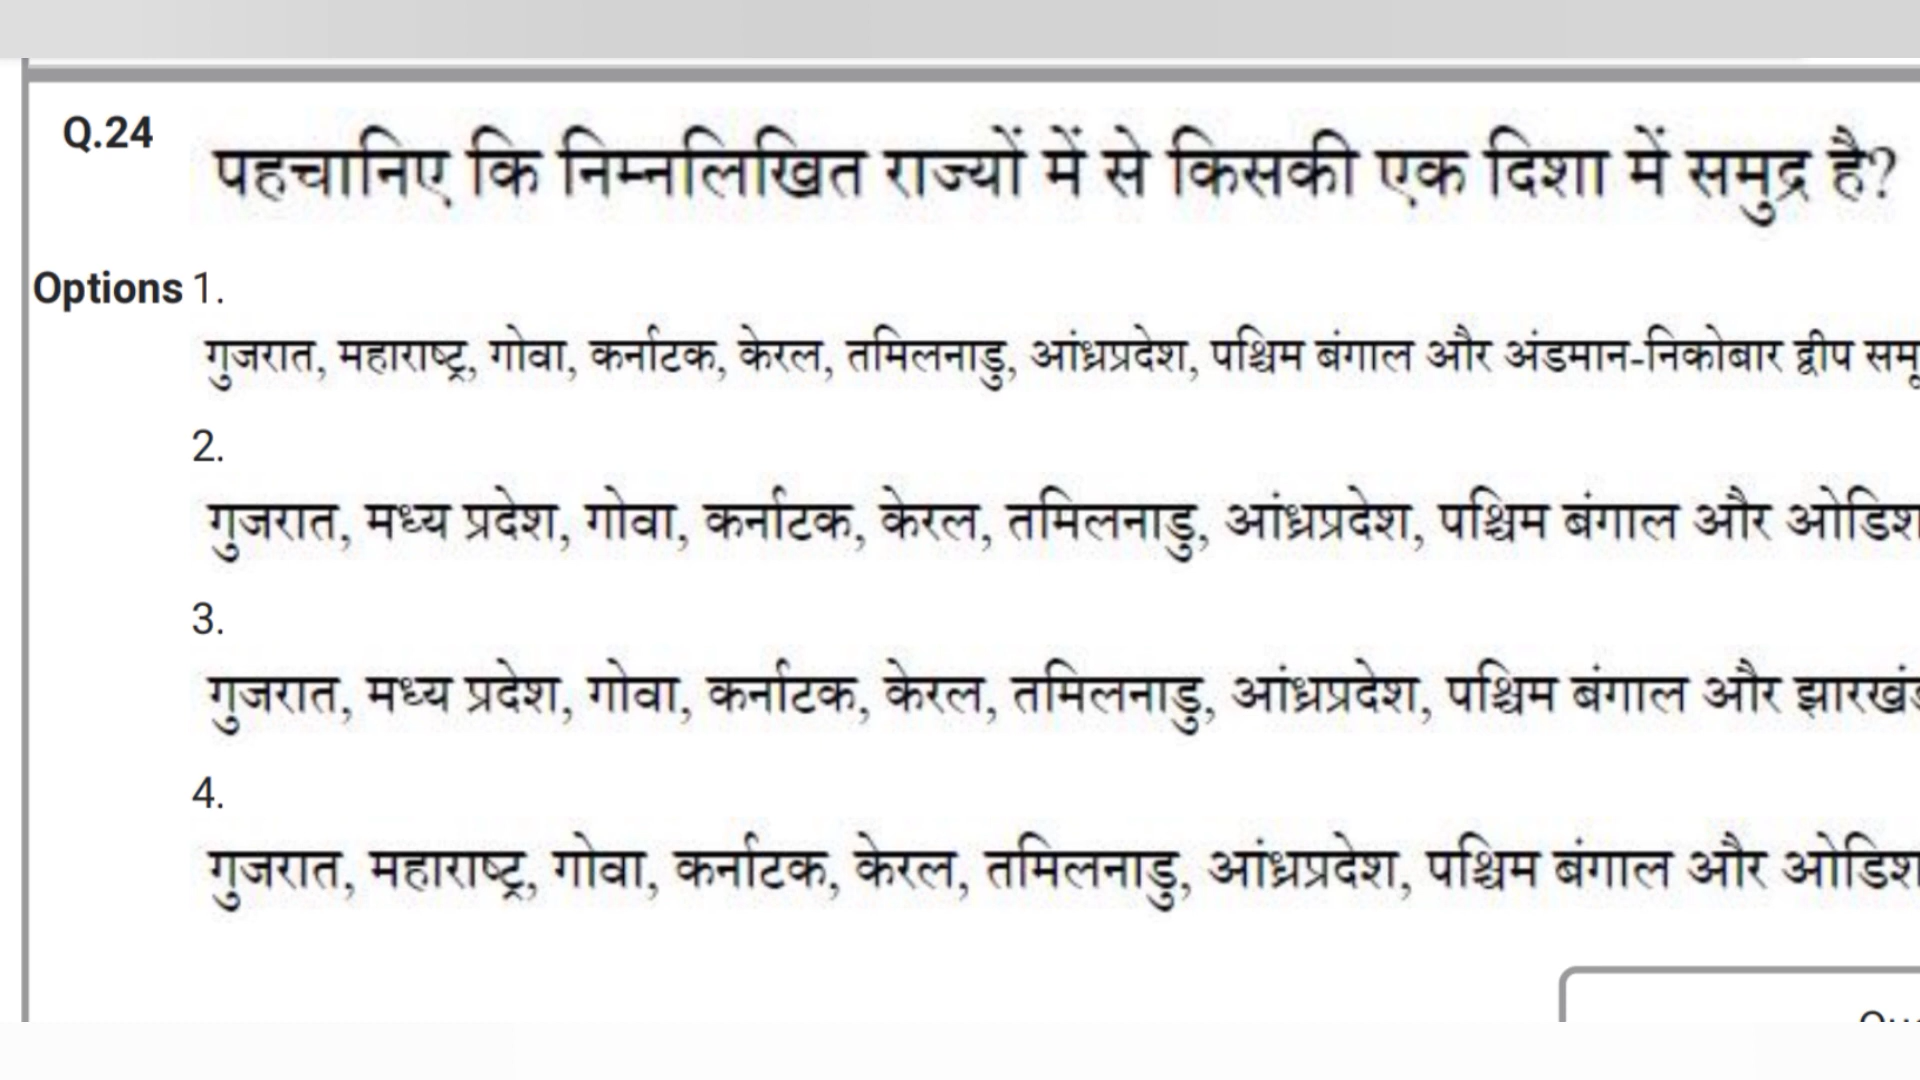 Q.24 पहचानिए कि निम्नलिखित राज्यों में से किसकी एक दिशा में समुद्र है?
Options 1.
गुजरात, महाराष्ट्र, गोवा, कर्नाटक, केरल, तमिलनाडु, आंध्रप्रदेश, पश्चिम बंगाल और अंडमान-निकोबार द्वीप
2.
गुजरात, मध्य प्रदेश, गोवा, कर्नाटक, केरल, तमिलनाडु, आंध्रप्रदेश, पश्चिम बंगाल और
3.
गुजरात, मध्य प्रदेश, गोवा, कर्नाटक, केरल, तमिलनाडु, आंध्रप्रदेश, पश्चिम बंगाल और
4.
गुजरात, महाराष्ट्र, गोवा, कर्नाटक, केरल, तमिलनाडु, आंध्रप्रदेश, पश्चिम बंगाल और